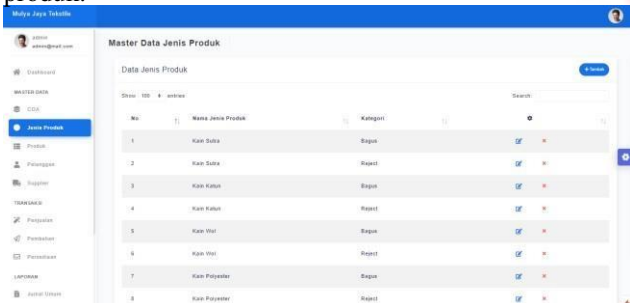 produk.
Mulya Jaya Tekstile
admin
admin@mail.com
Master Data Jenis Produk
Dashboard
Data Jenis Produk
+ Tambah
MASTER DATA
Show 100 entries
Search:
COA
No
Nama Jenis Produk
Kategori
Jenis Produk
1 Kain Sutra Bagus
Produk
2 Kain Sutra Reject
Pelanggan
Supplier
3 Kain Katun Bagus
TRANSAKSI
4 Kain Katun Reject
Penjualan
5 Kain Wol Bagus
Pembelian
6 Kain Wol Reject
Persediaan
7 Kain Polyester Bagus
LAPORAN
8 Kain Polyester Reject
Jurnal Umum